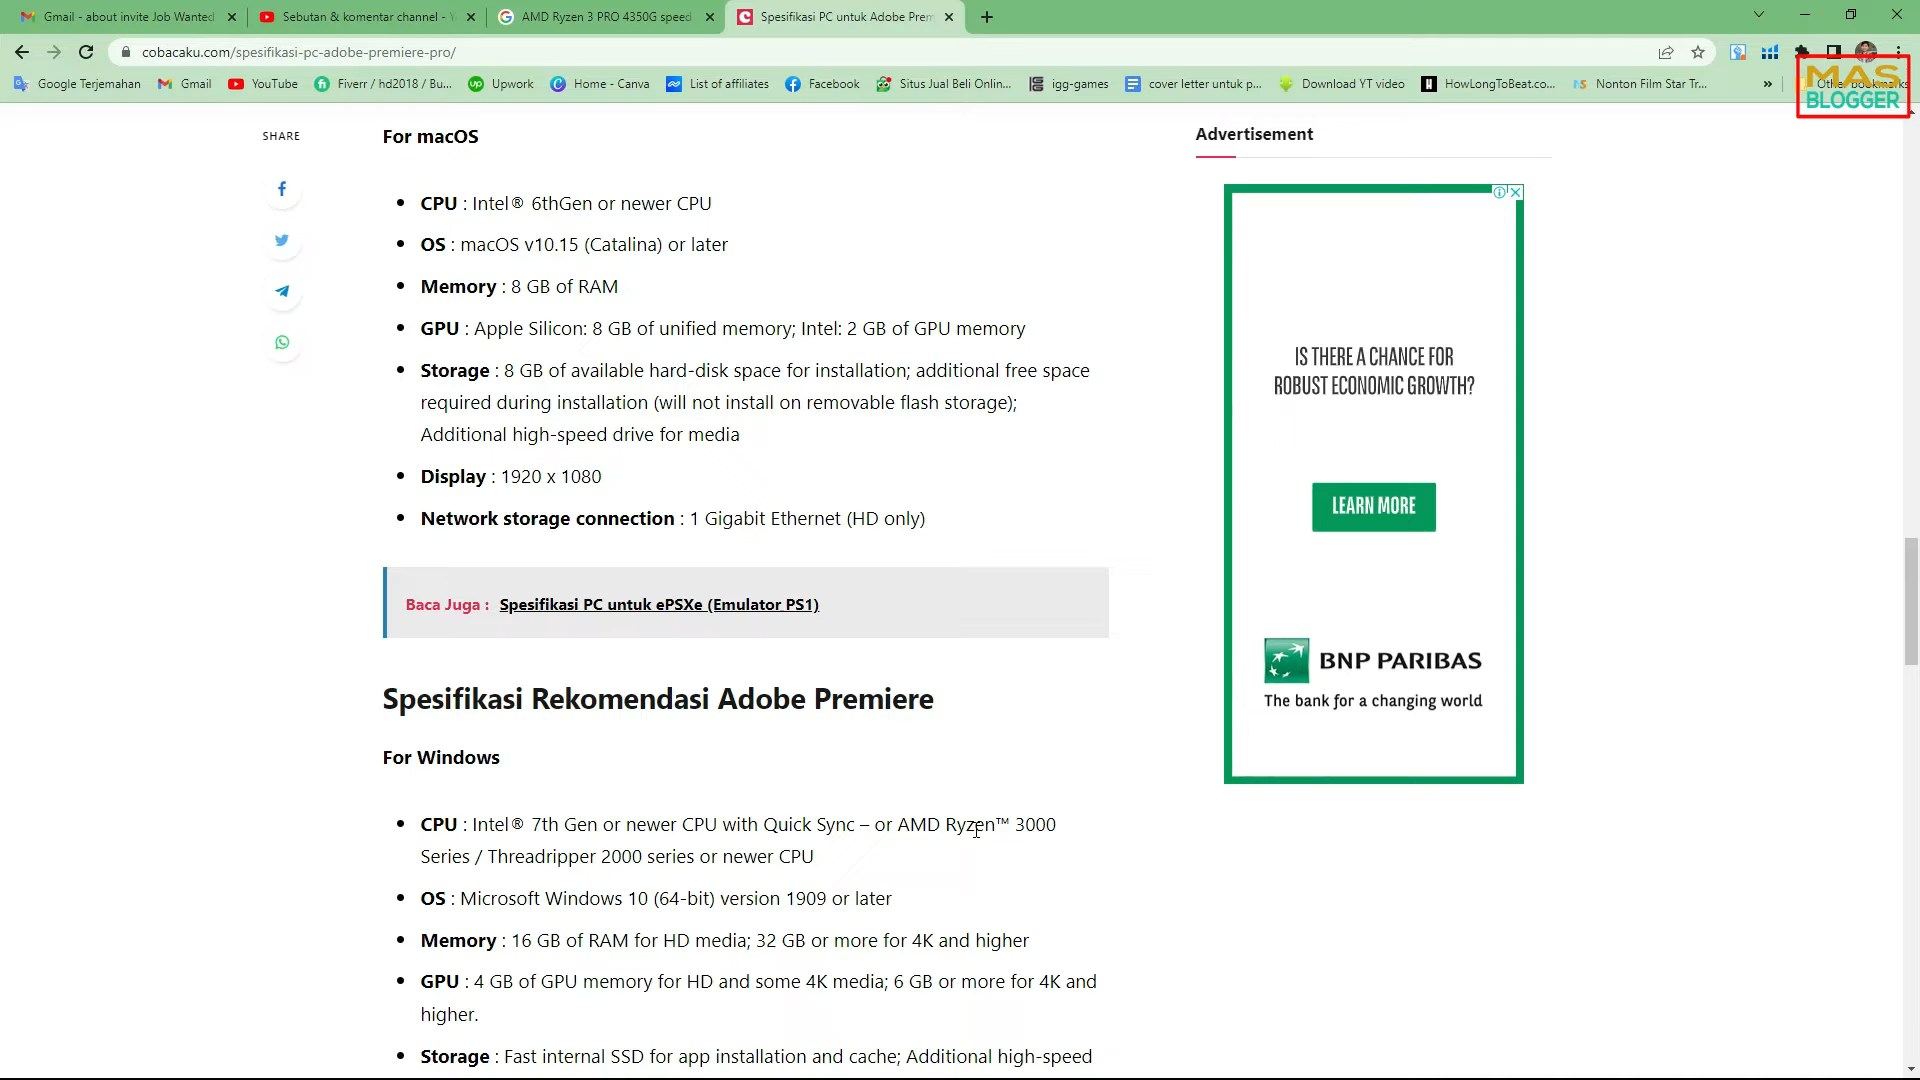 Gmail - about invite Job Wanted
Sebutan & komentar channel - Y
AMD Ryzen 3 PRO 4350G speed
Spesifikasi PC untuk Adobe Prem
cobacaku.com/spesifikasi-pc-adobe-premiere-pro/
Google Terjemahan
Gmail
YouTube
Fiverr / hd2018 / Bu...
Upwork
Home - Canva
List of affiliates
Facebook
Situs Jual Beli Onlin...
igg-games
cover letter untuk p...
Download YT video
HowLongToBeat.co...
Nonton Film Star Tr...
»
Other bookmarks
MAS
BLOGGER
SHARE
For macOS
• CPU : Intel® 6thGen or newer CPU
• OS : macOS v10.15 (Catalina) or later
• Memory : 8 GB of RAM
• GPU : Apple Silicon: 8 GB of unified memory; Intel: 2 GB of GPU memory
• Storage : 8 GB of available hard-disk space for installation; additional free space
required during installation (will not install on removable flash storage);
Additional high-speed drive for media
• Display : 1920 x 1080
• Network storage connection : 1 Gigabit Ethernet (HD only)
Baca Juga : Spesifikasi PC untuk ePSXe (Emulator PS1)
Spesifikasi Rekomendasi Adobe Premiere
For Windows
• CPU : Intel® 7th Gen or newer CPU with Quick Sync – or AMD Ryzen™ 3000
Series / Threadripper 2000 series or newer CPU
• OS : Microsoft Windows 10 (64-bit) version 1909 or later
• Memory : 16 GB of RAM for HD media; 32 GB or more for 4K and higher
• GPU : 4 GB of GPU memory for HD and some 4K media; 6 GB or more for 4K and
higher.
• Storage : Fast internal SSD for app installation and cache; Additional high-speed
Advertisement
IS THERE A CHANCE FOR
ROBUST ECONOMIC GROWTH?
LEARN MORE
BNP PARIBAS
The bank for a changing world